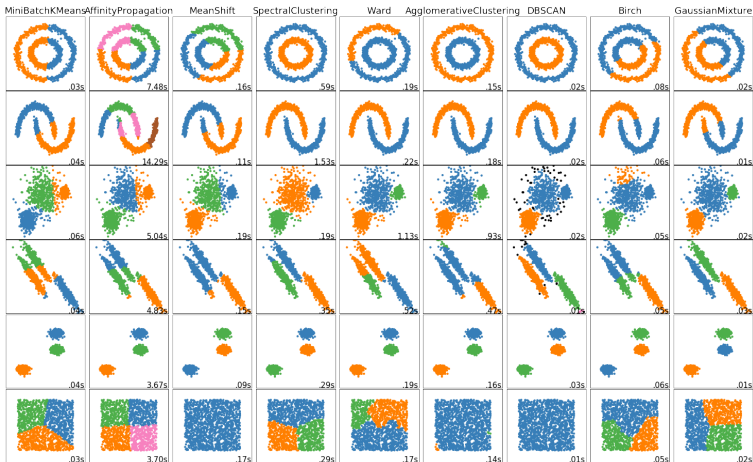 MiniBatchKMeans AffinityPropagation MeanShift SpectralClustering Ward AgglomerativeClustering DBSCAN Birch GaussianMixture
.03s 7.48s .16s .59s .19s .15s .02s .08s .02s
.04s 14.29s .11s 1.53s .22s .18s .02s .06s .01s
.06s 5.04s .19s .19s 1.13s .93s .02s .05s .02s
.04s 4.83s .15s .35s .52s .47s .01s .05s .03s
.04s 3.67s .09s .29s .19s .16s .03s .06s .01s
.03s 3.70s .17s .29s .17s .14s .01s .05s .02s